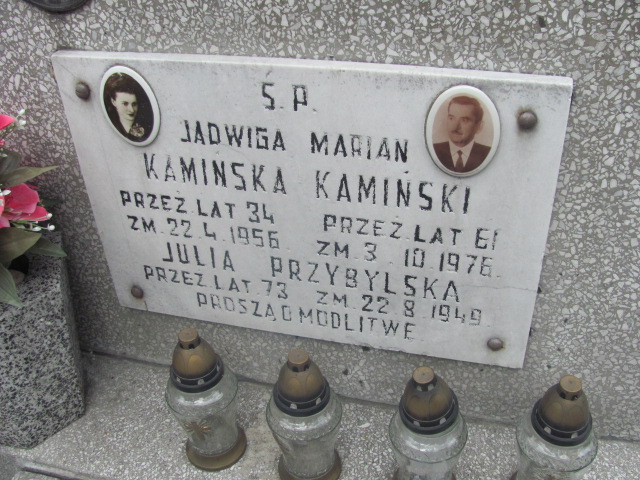 Ś.P.
JADWIGA MARIAN
KAMIŃSKA KAMIŃSKI
PRZEŻ. LAT 34 PRZEŻ. LAT 61
ZM. 22.4.1956. ZM. 3.10.1976.
JULIA PRZYBYLSKA
PRZEŻ. LAT 73 ZM. 22.8.1949.
PROSZĄ O MODLITWĘ